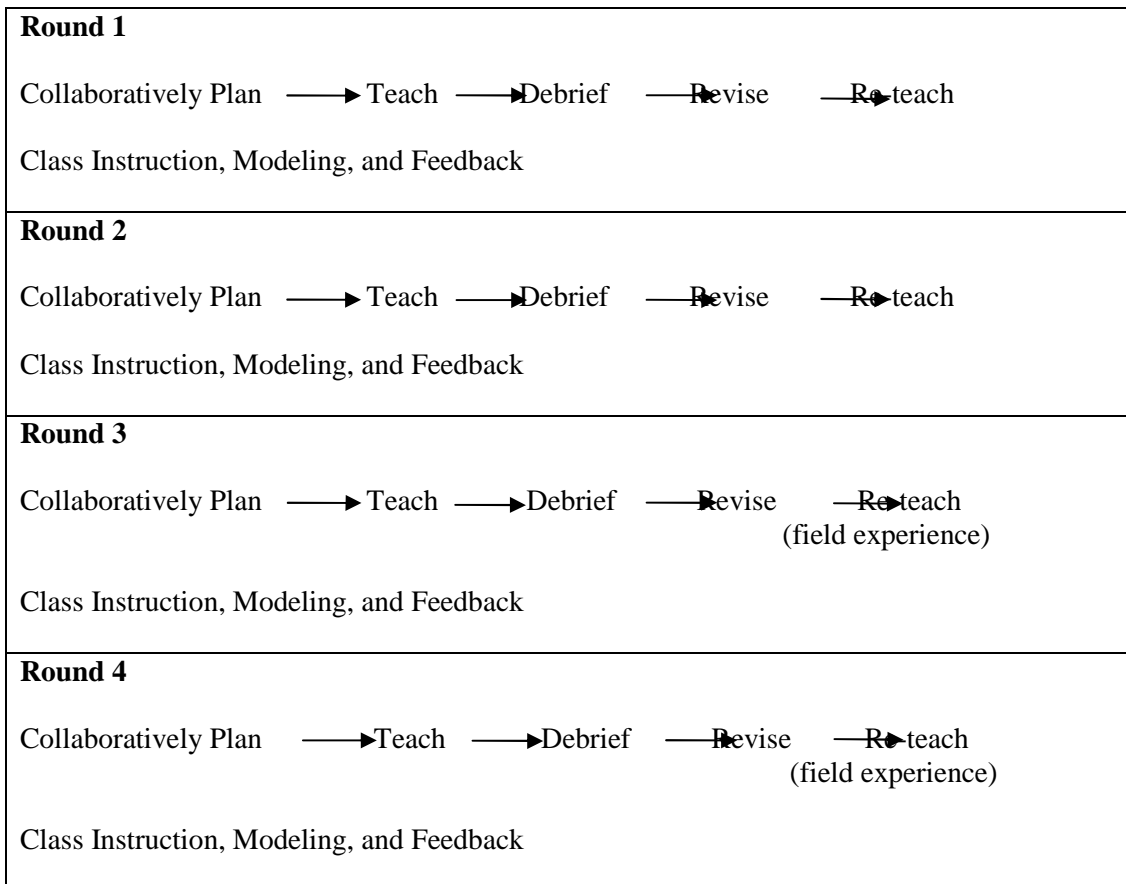 Round 1
Collaboratively Plan Teach Debrief Revise Re-teach
Class Instruction, Modeling, and Feedback
Round 2
Collaboratively Plan Teach Debrief Revise Re-teach
Class Instruction, Modeling, and Feedback
Round 3
Collaboratively Plan Teach Debrief Revise Re-teach
(field experience)
Class Instruction, Modeling, and Feedback
Round 4
Collaboratively Plan Teach Debrief Revise Re-teach
(field experience)
Class Instruction, Modeling, and Feedback